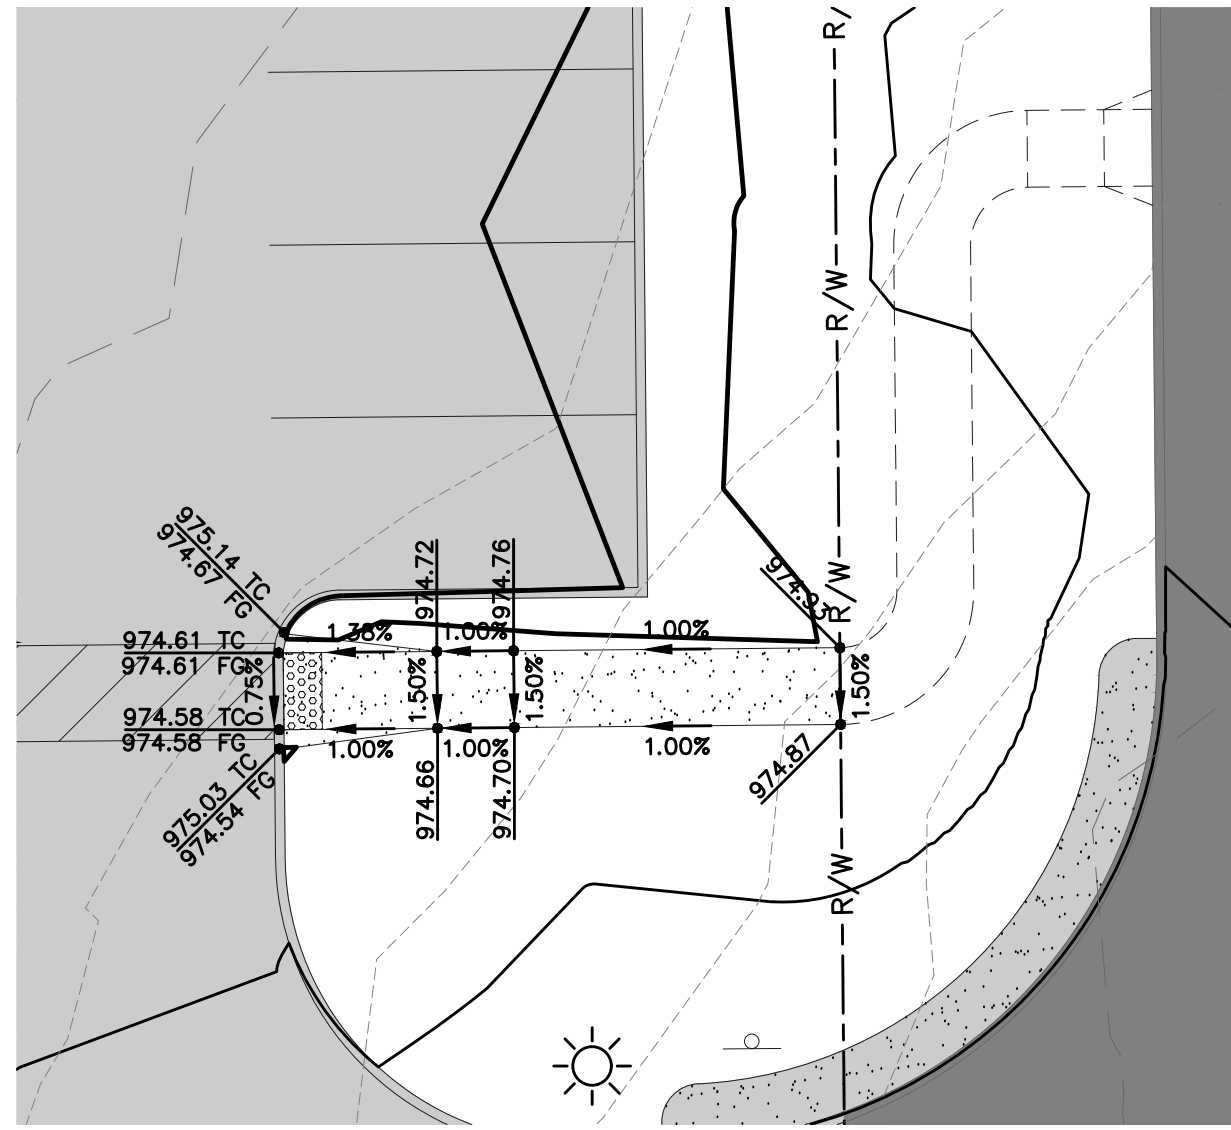 R/
R/W
975.14 TC
974.67 FG
974.72
974.76
974.93
R/W
1.38%
1.00%
1.00%
974.61 TC
974.61 FG
0.75%
1.50%
1.50%
1.50%
974.58 TC
974.58 FG
1.00%
1.00%
1.00%
975.03 TC
974.54 FG
974.66
974.70
974.87
R/W